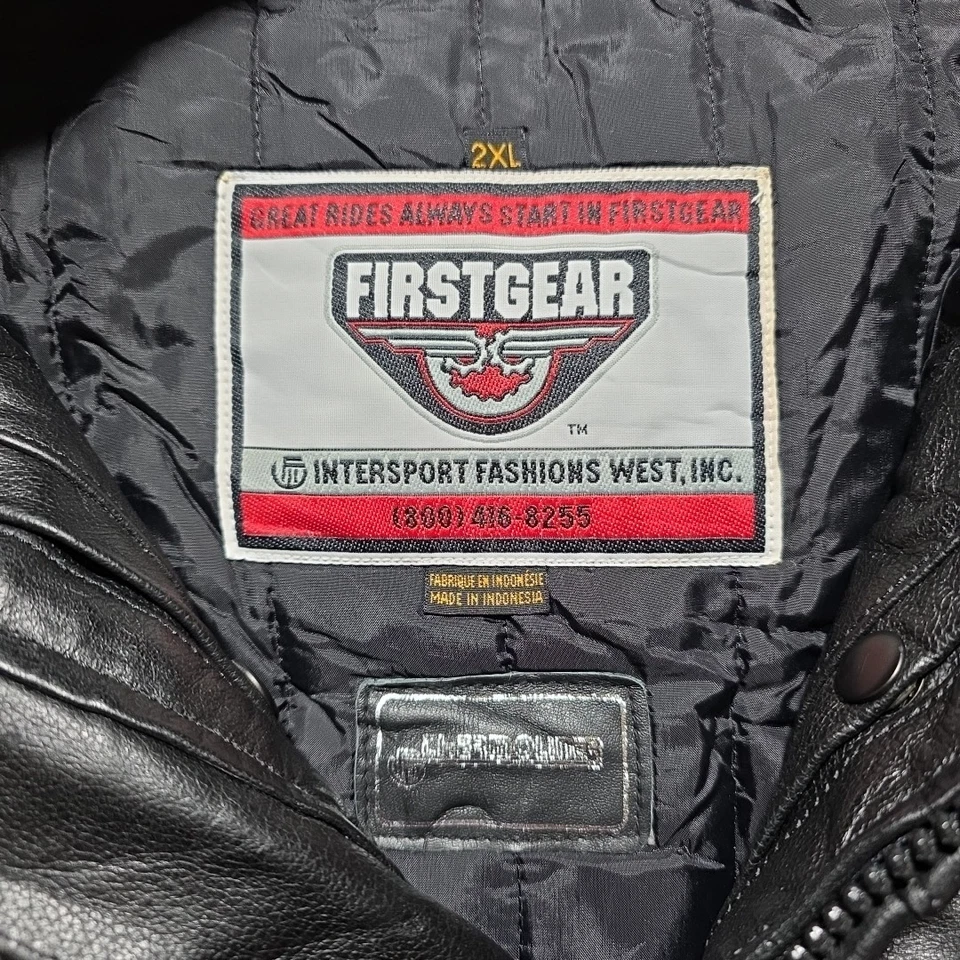 2XL
GREAT RIDES ALWAYS START IN FIRSTGEAR
FIRSTGEAR
TM
INTERSPORT FASHIONS WEST, INC.
(800) 416-8255
FABRIQUE EN INDONÉSIE
MADE IN INDONESIA